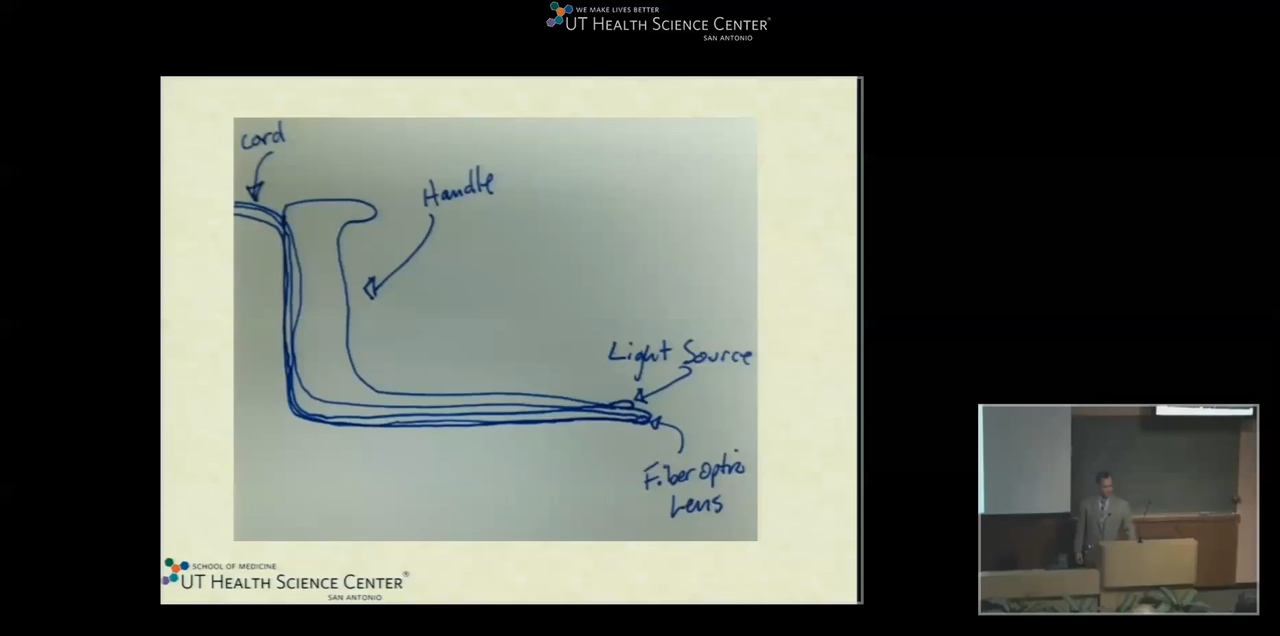 WE MAKE LIVES BETTER
UT HEALTH SCIENCE CENTER®
SAN ANTONIO
cord
Handle
Light Source
Fiber Optic
Lens
SCHOOL OF MEDICINE
UT HEALTH SCIENCE CENTER®
SAN ANTONIO